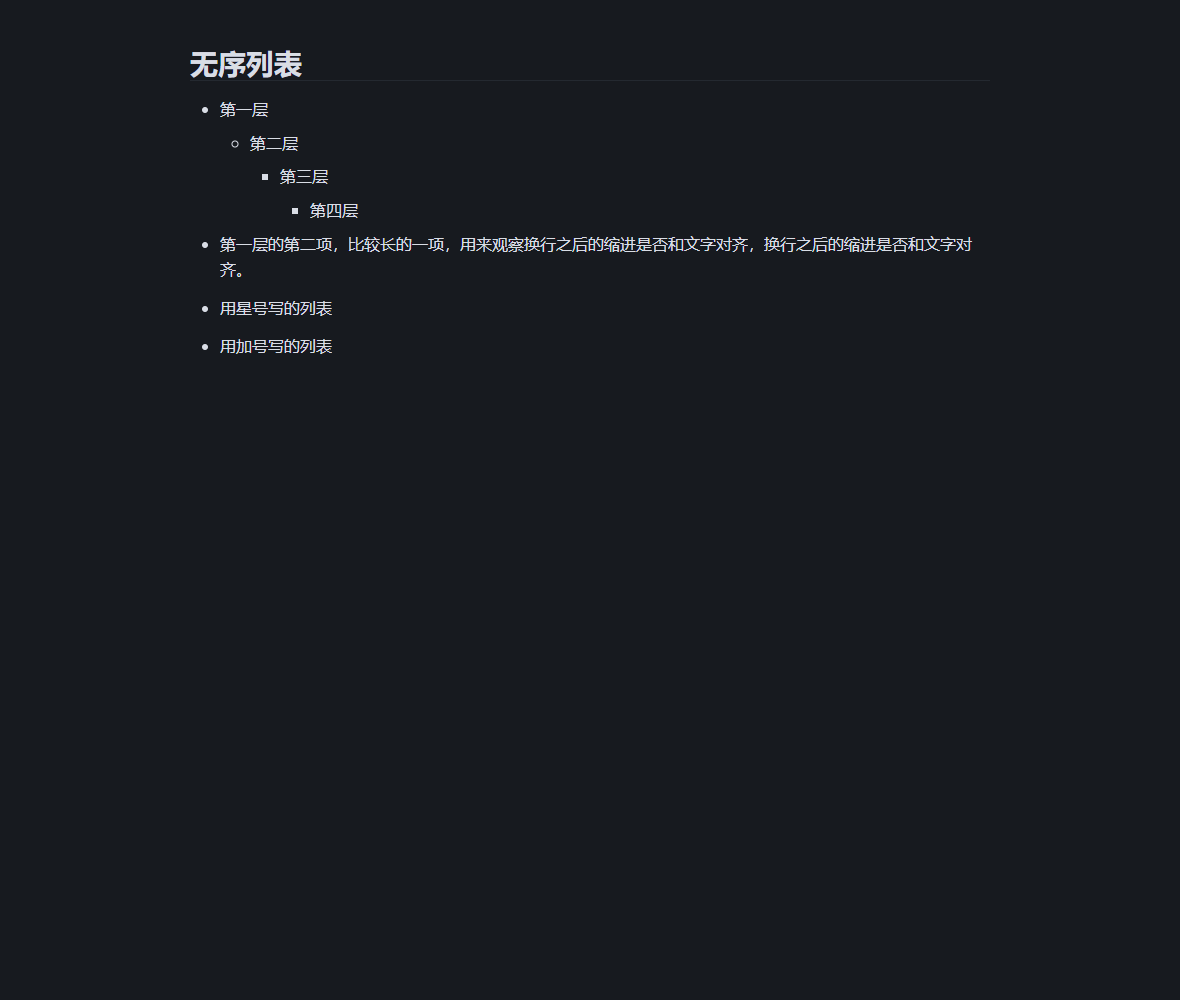 无序列表
第一层
第二层
第三层
第四层
第一层的第二项，比较长的一项，用来观察换行之后的缩进是否和文字对齐，换行之后的缩进是否和文字对
齐。
用星号写的列表
用加号写的列表